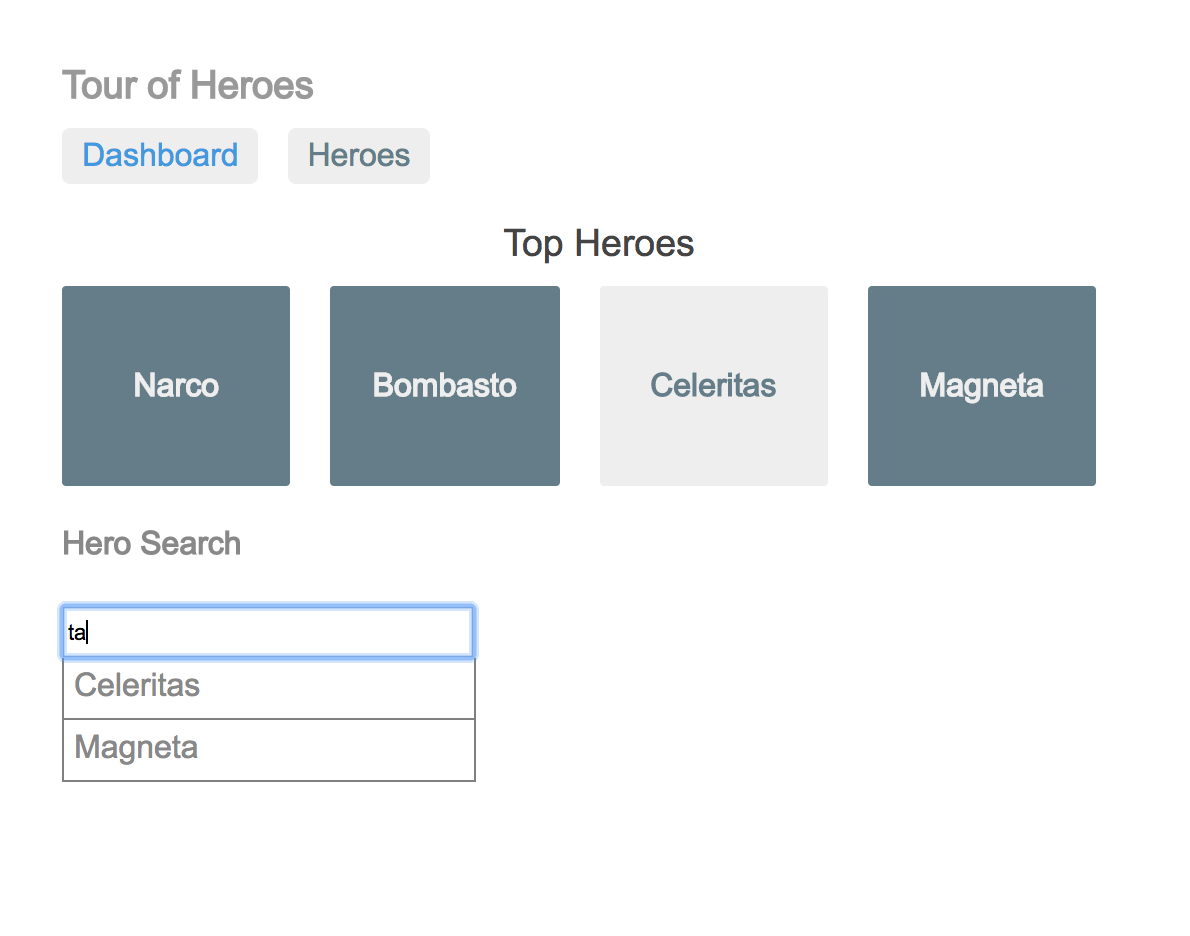 Tour of Heroes
Dashboard Heroes
Top Heroes
Narco Bombasto Celeritas Magneta
Hero Search
ta
Celeritas
Magneta